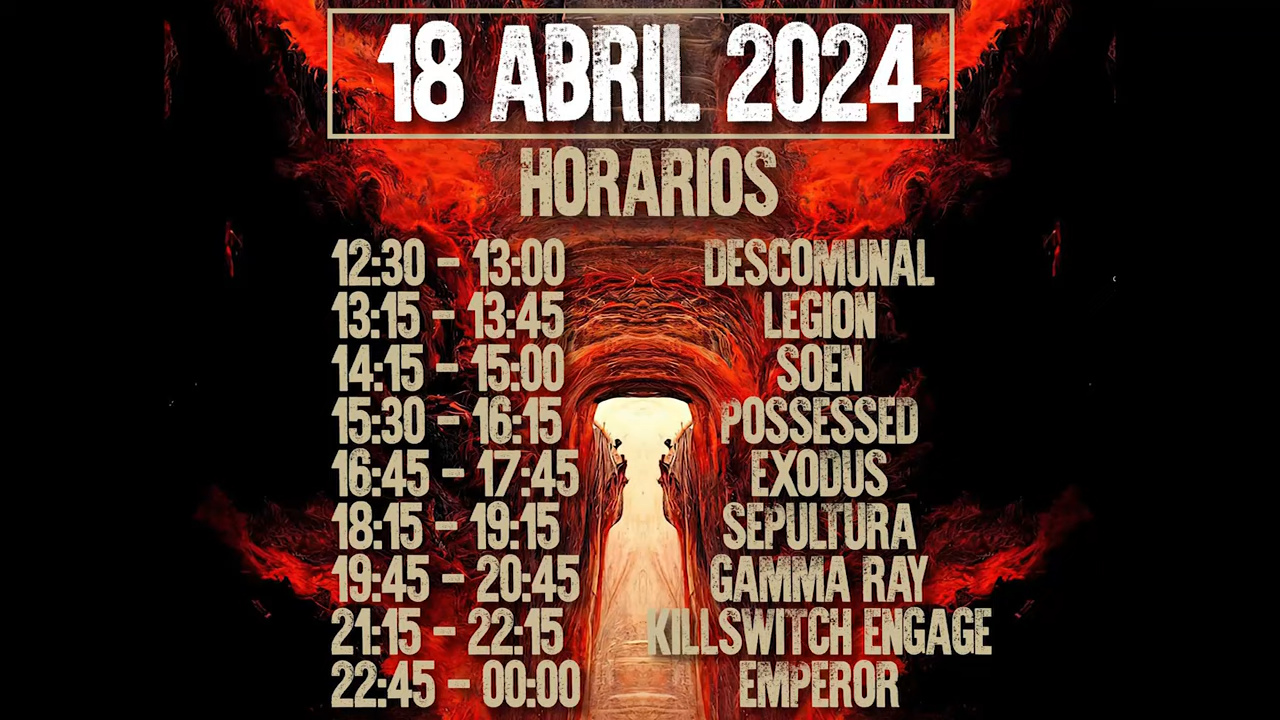 18 ABRIL 2024
HORARIOS
12:30 - 13:00 DESCOMUNAL
13:15 - 13:45 LEGION
14:15 - 15:00 SOEN
15:30 - 16:15 POSSESSED
16:45 - 17:45 EXODUS
18:15 - 19:15 SEPULTURA
19:45 - 20:45 GAMMA RAY
21:15 - 22:15 KILLSWITCH ENGAGE
22:45 - 00:00 EMPEROR